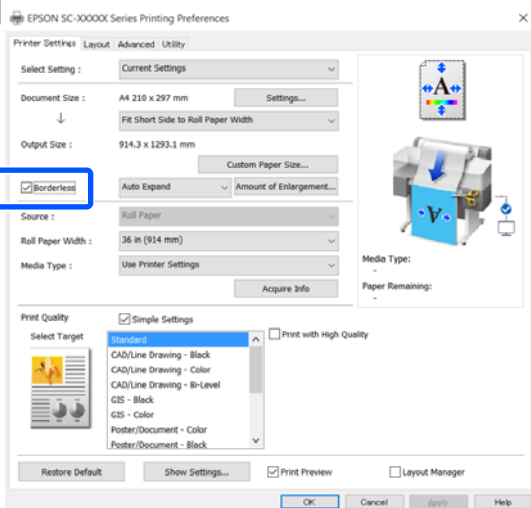 EPSON SC-XXXXX Series Printing Preferences
Printer Settings Layout Advanced Utility
Select Setting : Current Settings
Document Size : A4 210 x 297 mm Settings...
Fit Short Side to Roll Paper Width
Output Size : 914.3 x 1293.1 mm
Custom Paper Size...
Borderless Auto Expand Amount of Enlargement...
Source : Roll Paper
Roll Paper Width : 36 in (914 mm)
Media Type : Use Printer Settings
Acquire Info
A
V
Media Type:
-
Paper Remaining:
-
Print Quality Simple Settings
Select Target
Standard
CAD/Line Drawing - Black
CAD/Line Drawing - Color
CAD/Line Drawing - Bi-Level
GIS - Black
GIS - Color
Poster/Document - Color
Poster/Document - Black
Print with High Quality
Restore Default Show Settings... Print Preview Layout Manager
OK Cancel Apply Help